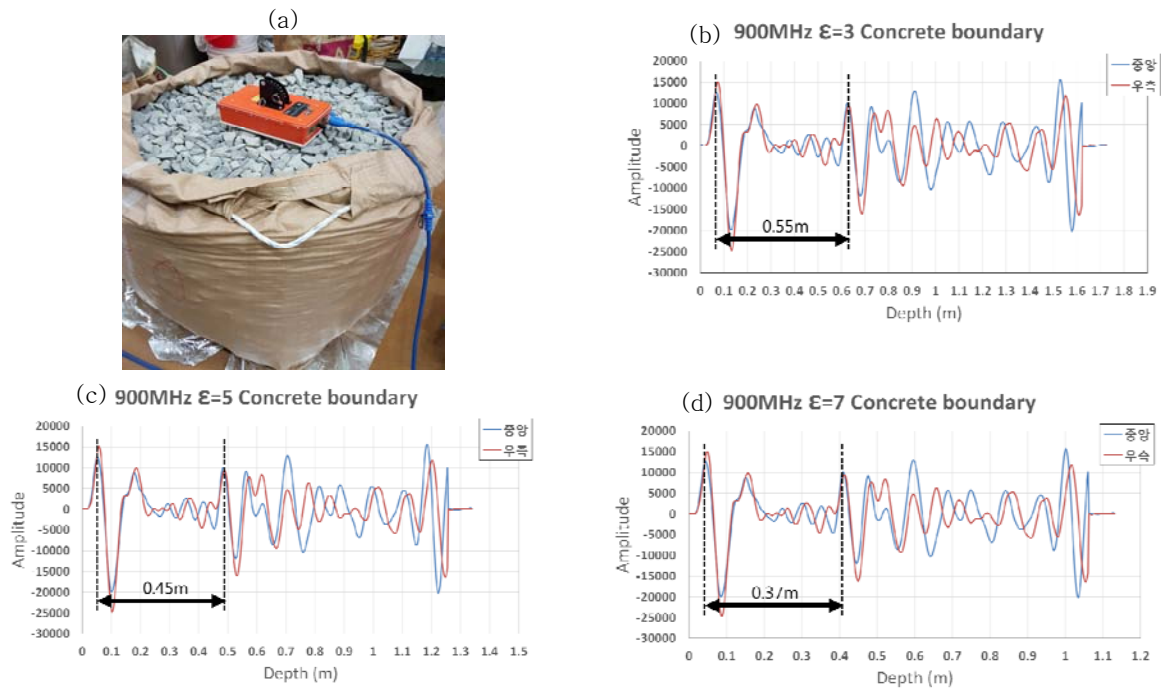 (a)
(b) 900MHz ε=3 Concrete boundary
중앙
우측
Amplitude
20000
15000
10000
5000
0
-5000
-10000
-15000
-20000
-25000
-30000
0.55m
0 0.1 0.2 0.3 0.4 0.5 0.6 0.7 0.8 0.9 1 1.1 1.2 1.3 1.4 1.5 1.6 1.7 1.8 1.9
Depth (m)
(c) 900MHz ε=5 Concrete boundary
중앙
우측
Amplitude
20000
15000
10000
5000
0
-5000
-10000
-15000
-20000
-25000
-30000
0.45m
0 0.1 0.2 0.3 0.4 0.5 0.6 0.7 0.8 0.9 1 1.1 1.2 1.3 1.4 1.5
Depth (m)
(d) 900MHz ε=7 Concrete boundary
중앙
우측
Amplitude
20000
15000
10000
5000
0
-5000
-10000
-15000
-20000
-25000
-30000
0.37m
0 0.1 0.2 0.3 0.4 0.5 0.6 0.7 0.8 0.9 1 1.1 1.2
Depth (m)